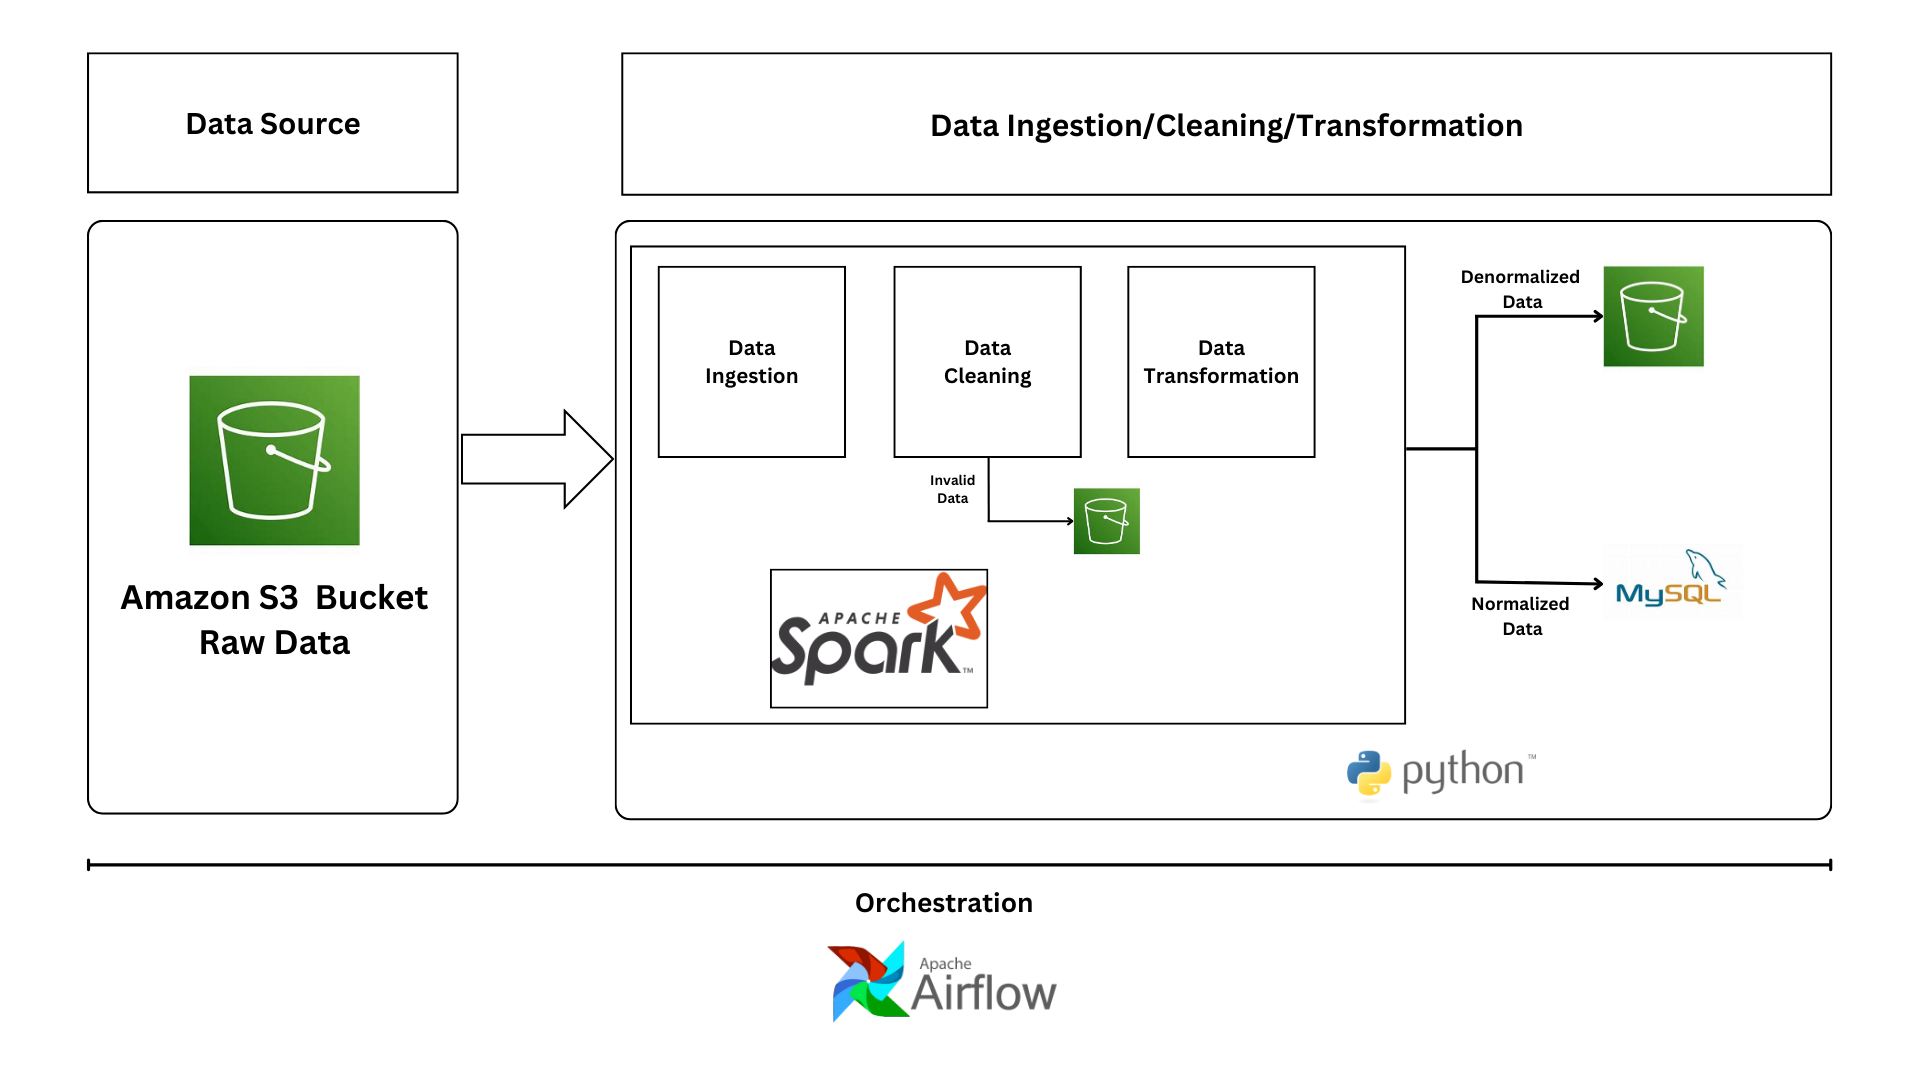 Data Source
Data Ingestion/Cleaning/Transformation
Amazon S3 Bucket
Raw Data
Data
Ingestion
Data
Cleaning
Data
Transformation
Invalid
Data
APACHE
Spark™
Denormalized
Data
MySQL
Normalized
Data
python™
Orchestration
Apache
Airflow